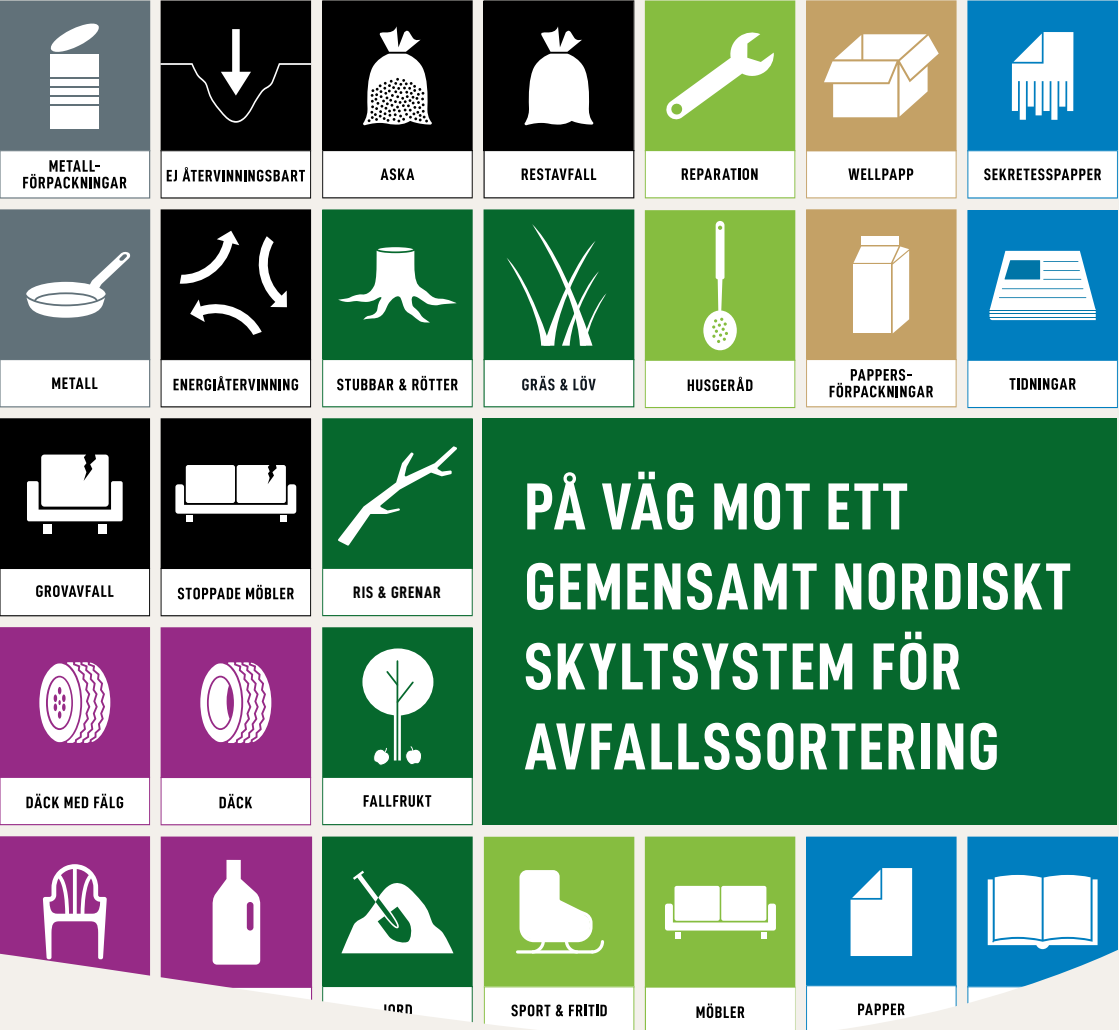 METALL-
FÖRPACKNINGAR
EJ ÅTERVINNINGSBART
ASKA
RESTAVFALL
REPARATION
WELLPAPP
SEKRETESSPAPPER
METALL
ENERGIÅTERVINNING
STUBBAR & RÖTTER
GRÄS & LÖV
HUSGERÅD
PAPPERS-
FÖRPACKNINGAR
TIDNINGAR
GROVAVFALL
STOPPADE MÖBLER
RIS & GRENAR
PÅ VÄG MOT ETT
GEMENSAMT NORDISKT
SKYLTSYSTEM FÖR
AVFALLSSORTERING
DÄCK MED FÄLG
DÄCK
FALLFRUKT
JORD
SPORT & FRITID
MÖBLER
PAPPER